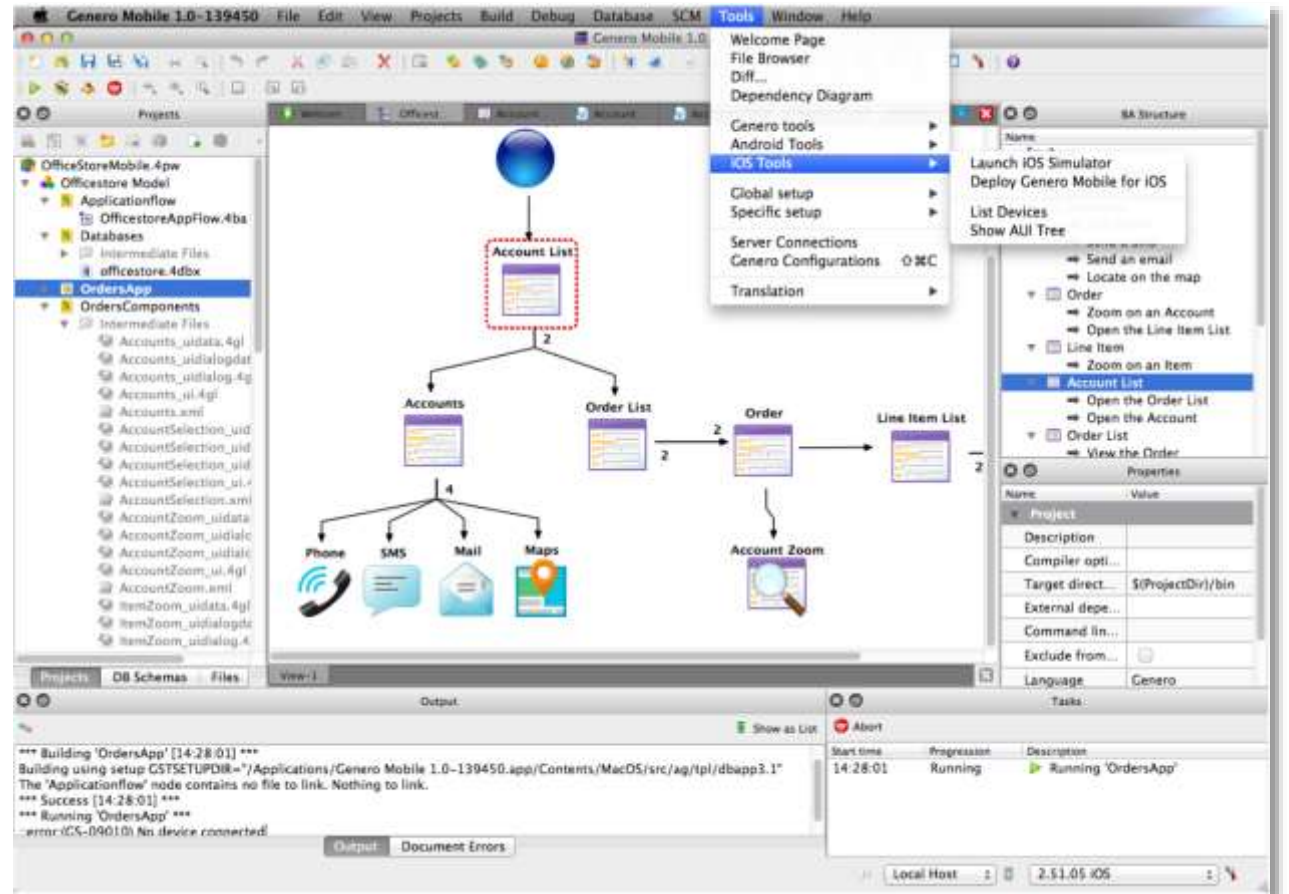 Genero Mobile 1.0-139450 File Edit View Projects Build Debug Database SCM Tools Window Help
Genero Mobile 1.0
Welcome Page
File Browser
Diff...
Dependency Diagram
Genero tools
Android Tools
iOS Tools
Global setup
Specific setup
Server Connections
Genero Configurations ⇧⌘C
Translation
Launch iOS Simulator
Deploy Genero Mobile for iOS
List Devices
Show AUI Tree
Projects
OfficeStoreMobile.4pw
Officestore Model
Applicationflow
OfficestoreAppFlow.4ba
Databases
Intermediate Files
officestore.4dbx
OrdersApp
OrdersComponents
Intermediate Files
Accounts_uidata.4gl
Accounts_uidialogdat
Accounts_uidialog.4g
Accounts_ui.4gl
Accounts.xml
AccountSelection_uid
AccountSelection_uid
AccountSelection_uid
AccountSelection_ui.4
AccountSelection.xml
AccountZoom_uidata
AccountZoom_uidialo
AccountZoom_uidialo
AccountZoom_ui.4gl
AccountZoom.xml
ItemZoom_uidata.4gl
ItemZoom_uidialogda
ItemZoom_uidialog.4
Projects DB Schemas Files
Account List
2
Accounts
Order List
2
Order
2
Line Item List
2
4
Phone
SMS
Mail
Maps
Account Zoom
View-1
BA Structure
Name
Send an email
Locate on the map
Order
Zoom on an Account
Open the Line Item List
Line Item
Zoom on an Item
Account List
Open the Order List
Open the Account
Order List
View the Order
Properties
Name Value
Project
Description
Compiler opti...
Target direct... $(ProjectDir)/bin
External depe...
Command lin...
Exclude from...
Language Genero
Output
Show as List
*** Building 'OrdersApp' [14:28:01] ***
Building using setup GSTSETUPDIR="/Applications/Genero Mobile 1.0-139450.app/Contents/MacOS/src/ag/tpl/dbapp3.1"
The 'Applicationflow' node contains no file to link. Nothing to link.
*** Success [14:28:01] ***
*** Running 'OrdersApp' ***
::error:(GS-09010) No device connected
Output Document Errors
Tasks
Abort
Start time Progression Description
14:28:01 Running Running 'OrdersApp'
Local Host 2.51.05 iOS